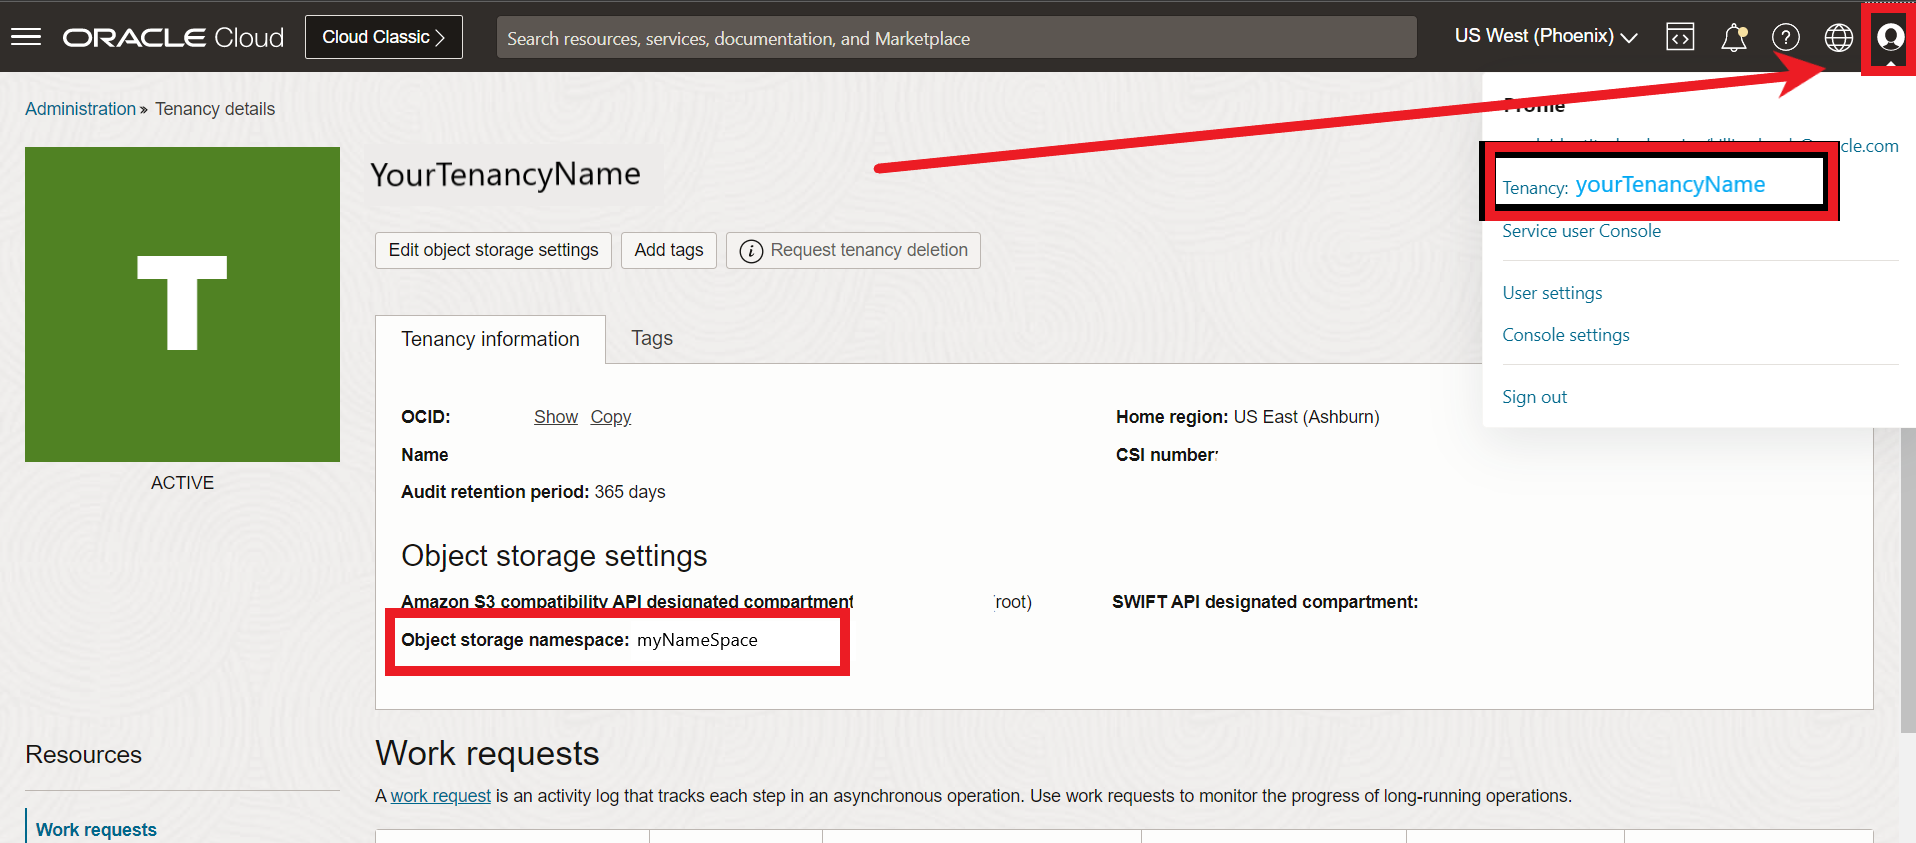 ORACLE Cloud
Cloud Classic
Search resources, services, documentation, and Marketplace
US West (Phoenix)
Administration » Tenancy details
Profile
cle.com
Tenancy: yourTenancyName
Service user Console
User settings
Console settings
Sign out
T
ACTIVE
YourTenancyName
Edit object storage settings
Add tags
Request tenancy deletion
Tenancy information
Tags
OCID: Show Copy
Home region: US East (Ashburn)
Name
CSI number:
Audit retention period: 365 days
Object storage settings
Amazon S3 compatibility API designated compartment root)
SWIFT API designated compartment:
Object storage namespace: myNameSpace
Resources
Work requests
Work requests
A work request is an activity log that tracks each step in an asynchronous operation. Use work requests to monitor the progress of long-running operations.